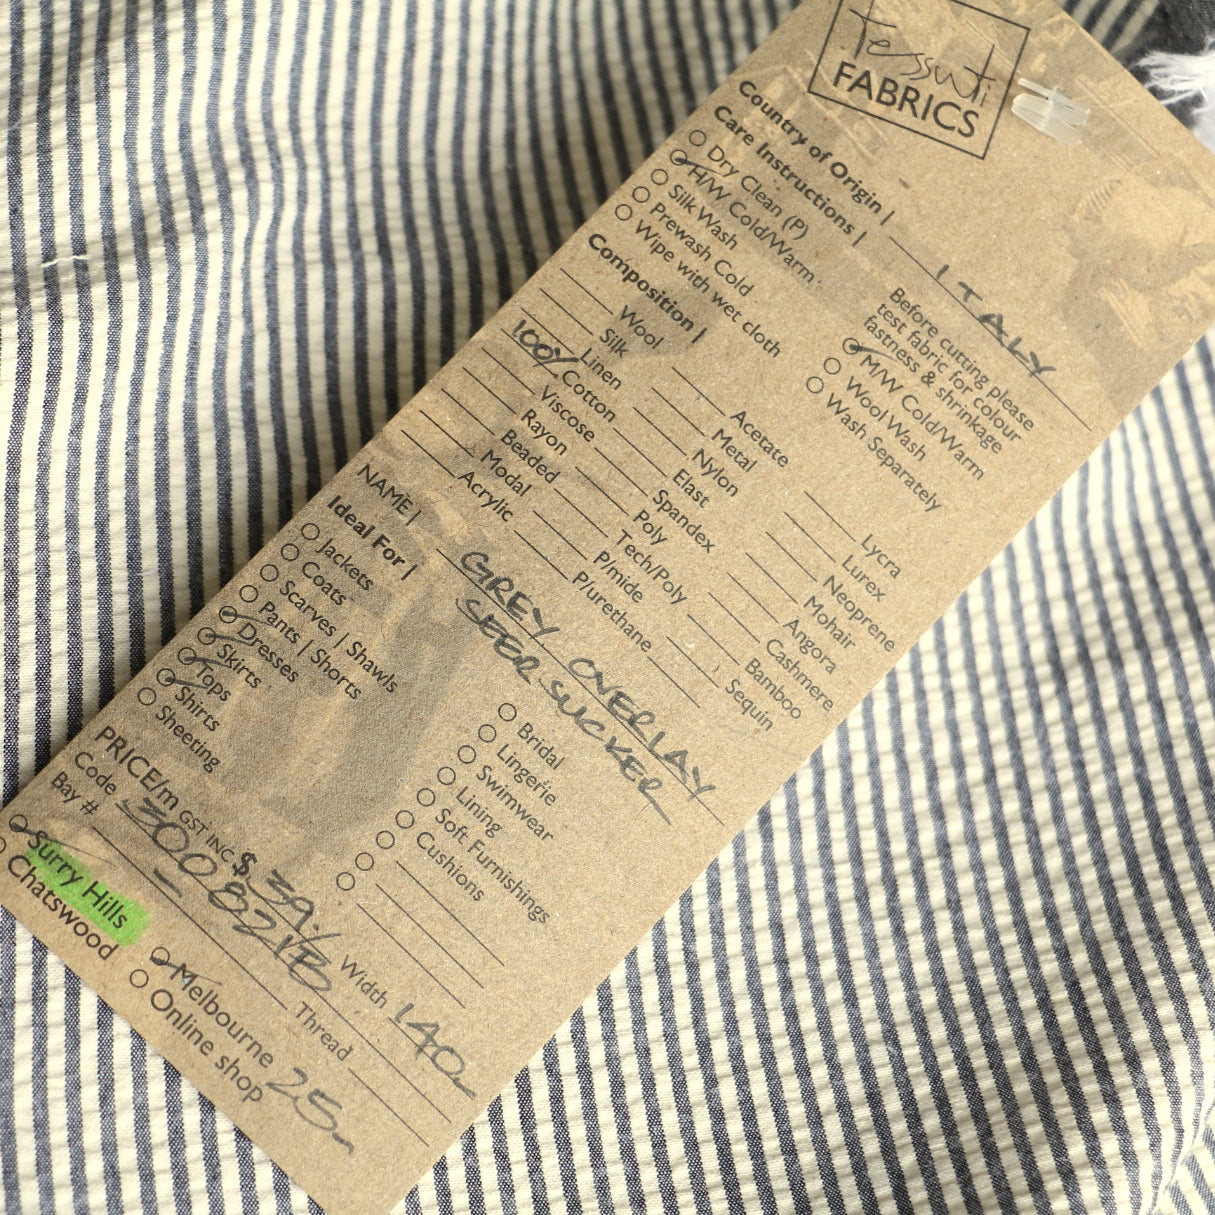 tessuti
FABRICS
Country of Origin | ITALY
Care Instructions |
Dry Clean (P)
H/W Cold/Warm
Silk Wash
Prewash Cold
Wipe with wet cloth
Before cutting please
test fabric for colour
fastness & shrinkage
M/W Cold/Warm
Wool Wash
Wash Separately
Composition |
Wool
Silk
Linen
100% Cotton
Viscose
Rayon
Beaded
Modal
Acrylic
Acetate
Metal
Nylon
Elast
Spandex
Poly
Tech/Poly
P/mide
P/urethane
Lycra
Lurex
Neoprene
Mohair
Angora
Cashmere
Bamboo
Sequin
NAME | GREY OVERLAY
SEERSUCKER
Ideal For |
Jackets
Coats
Scarves | Shawls
Pants | Shorts
Dresses
Skirts
Tops
Shirts
Sheeting
Bridal
Lingerie
Swimwear
Lining
Soft Furnishings
Cushions
PRICE/m GST INC $ 39.
Width 140
Code
Bay #
Thread
Surry Hills
Chatswood
Melbourne 25
Online shop